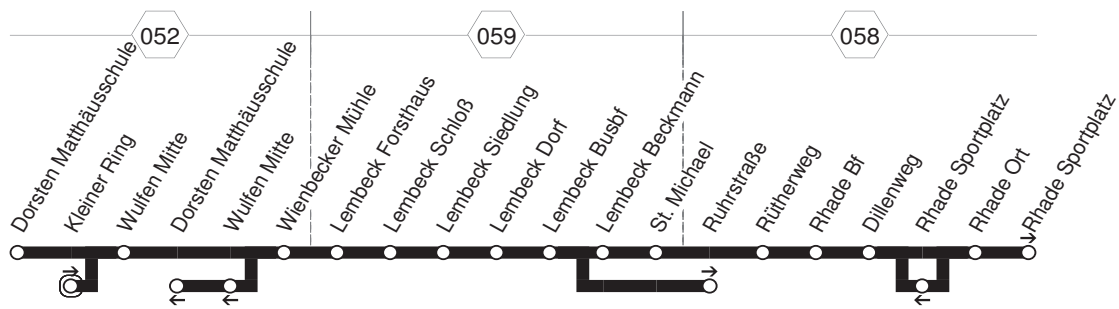 052
059
058
Dorsten Matthäusschule
Kleiner Ring
Wulfen Mitte
Dorsten Matthäusschule
Wulfen Mitte
Wienbecker Mühle
Lembeck Forsthaus
Lembeck Schloß
Lembeck Siedlung
Lembeck Dorf
Lembeck Busbf
Lembeck Beckmann
St. Michael
Ruhrstraße
Rütherweg
Rhade Bf
Dillenweg
Rhade Sportplatz
Rhade Ort
Rhade Sportplatz